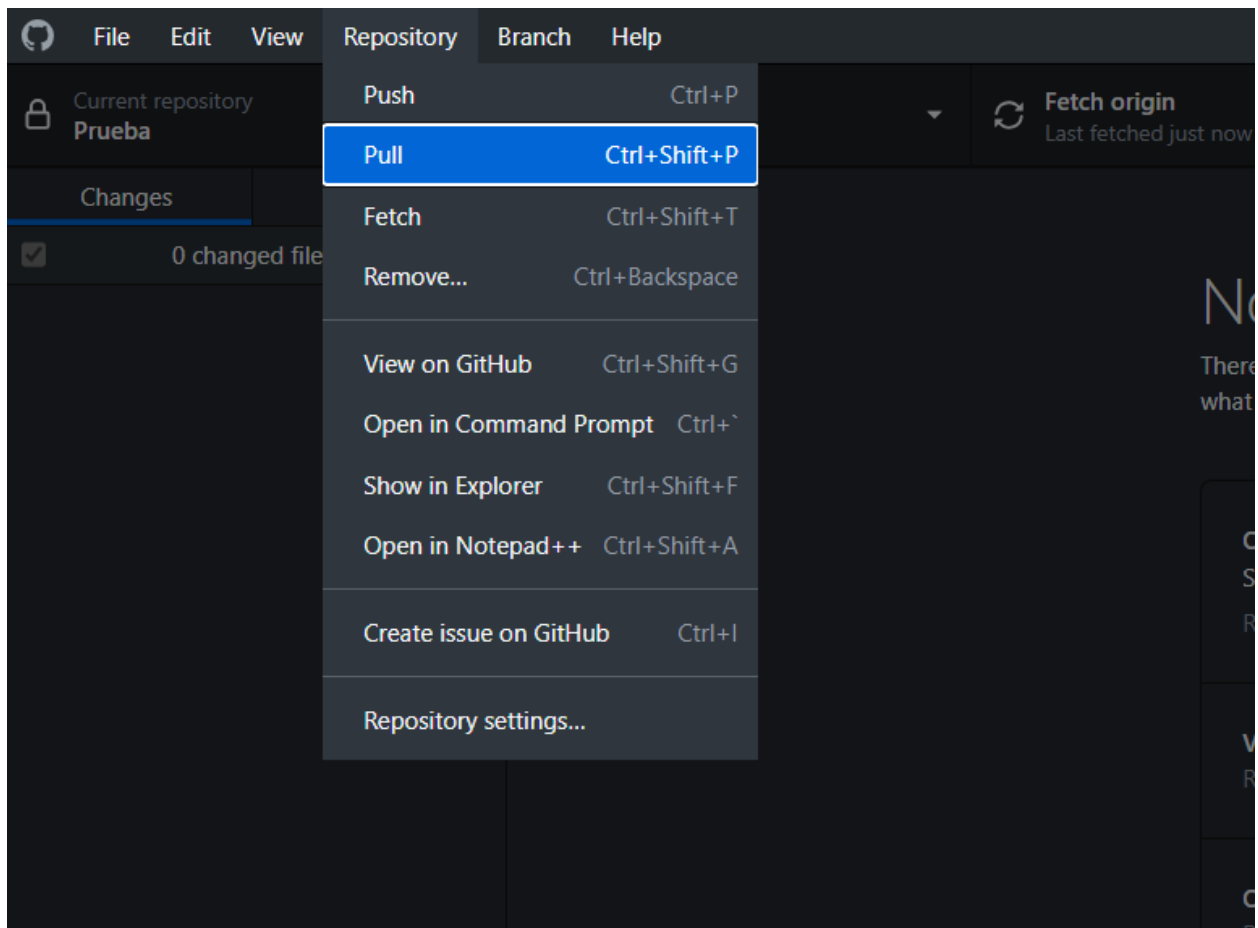 File Edit View Repository Branch Help
Current repository
Prueba
Fetch origin
Last fetched just now
Changes
0 changed file
Push Ctrl+P
Pull Ctrl+Shift+P
Fetch Ctrl+Shift+T
Remove... Ctrl+Backspace
View on GitHub Ctrl+Shift+G
Open in Command Prompt Ctrl+`
Show in Explorer Ctrl+Shift+F
Open in Notepad++ Ctrl+Shift+A
Create issue on GitHub Ctrl+I
Repository settings...
There
what